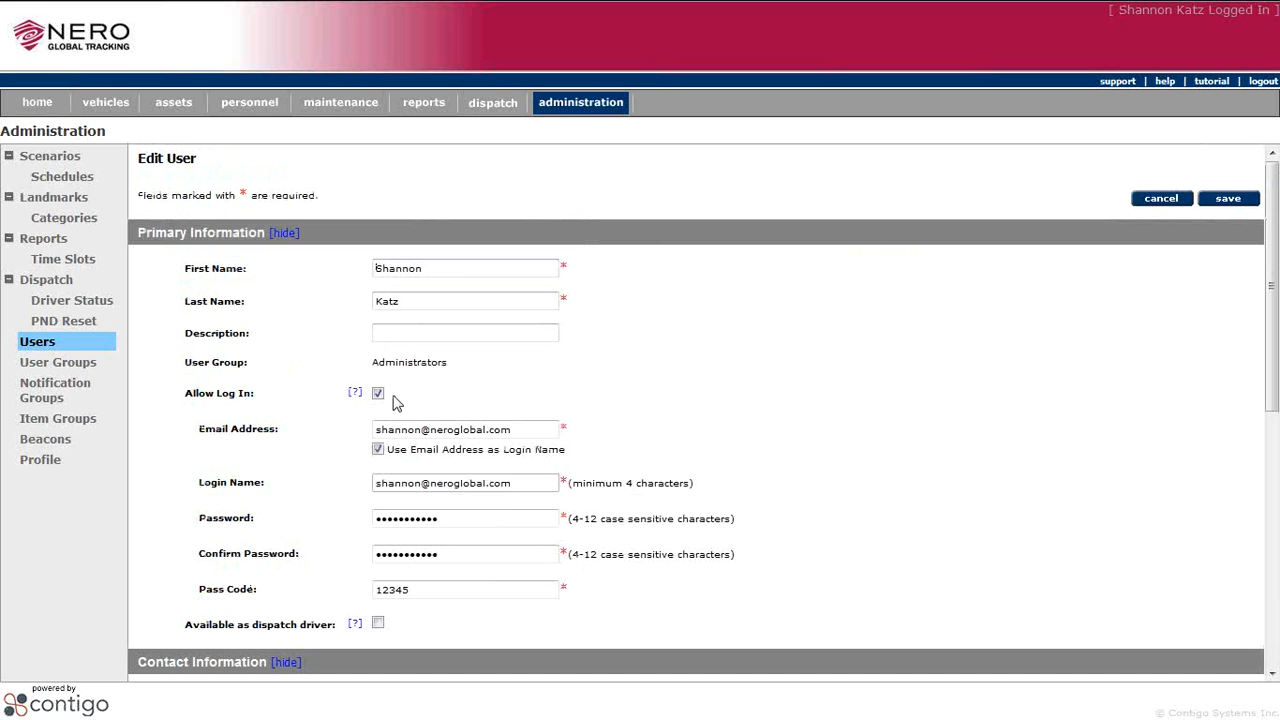 [ Shannon Katz Logged In ]
NERO
GLOBAL TRACKING
support | help | tutorial | logout
home | vehicles | assets | personnel | maintenance | reports | dispatch | administration
Administration
Scenarios
Schedules
Landmarks
Categories
Reports
Time Slots
Dispatch
Driver Status
PND Reset
Users
User Groups
Notification
Groups
Item Groups
Beacons
Profile
Edit User
Fields marked with * are required.
cancel save
Primary Information [hide]
First Name: Shannon *
Last Name: Katz *
Description:
User Group: Administrators
Allow Log In: [?]
Email Address: shannon@neroglobal.com *
Use Email Address as Login Name
Login Name: shannon@neroglobal.com * (minimum 4 characters)
Password: ••••••••••• * (4-12 case sensitive characters)
Confirm Password: ••••••••••• * (4-12 case sensitive characters)
Pass Code: 12345 *
Available as dispatch driver: [?]
Contact Information [hide]
powered by
contigo
© Contigo Systems Inc.